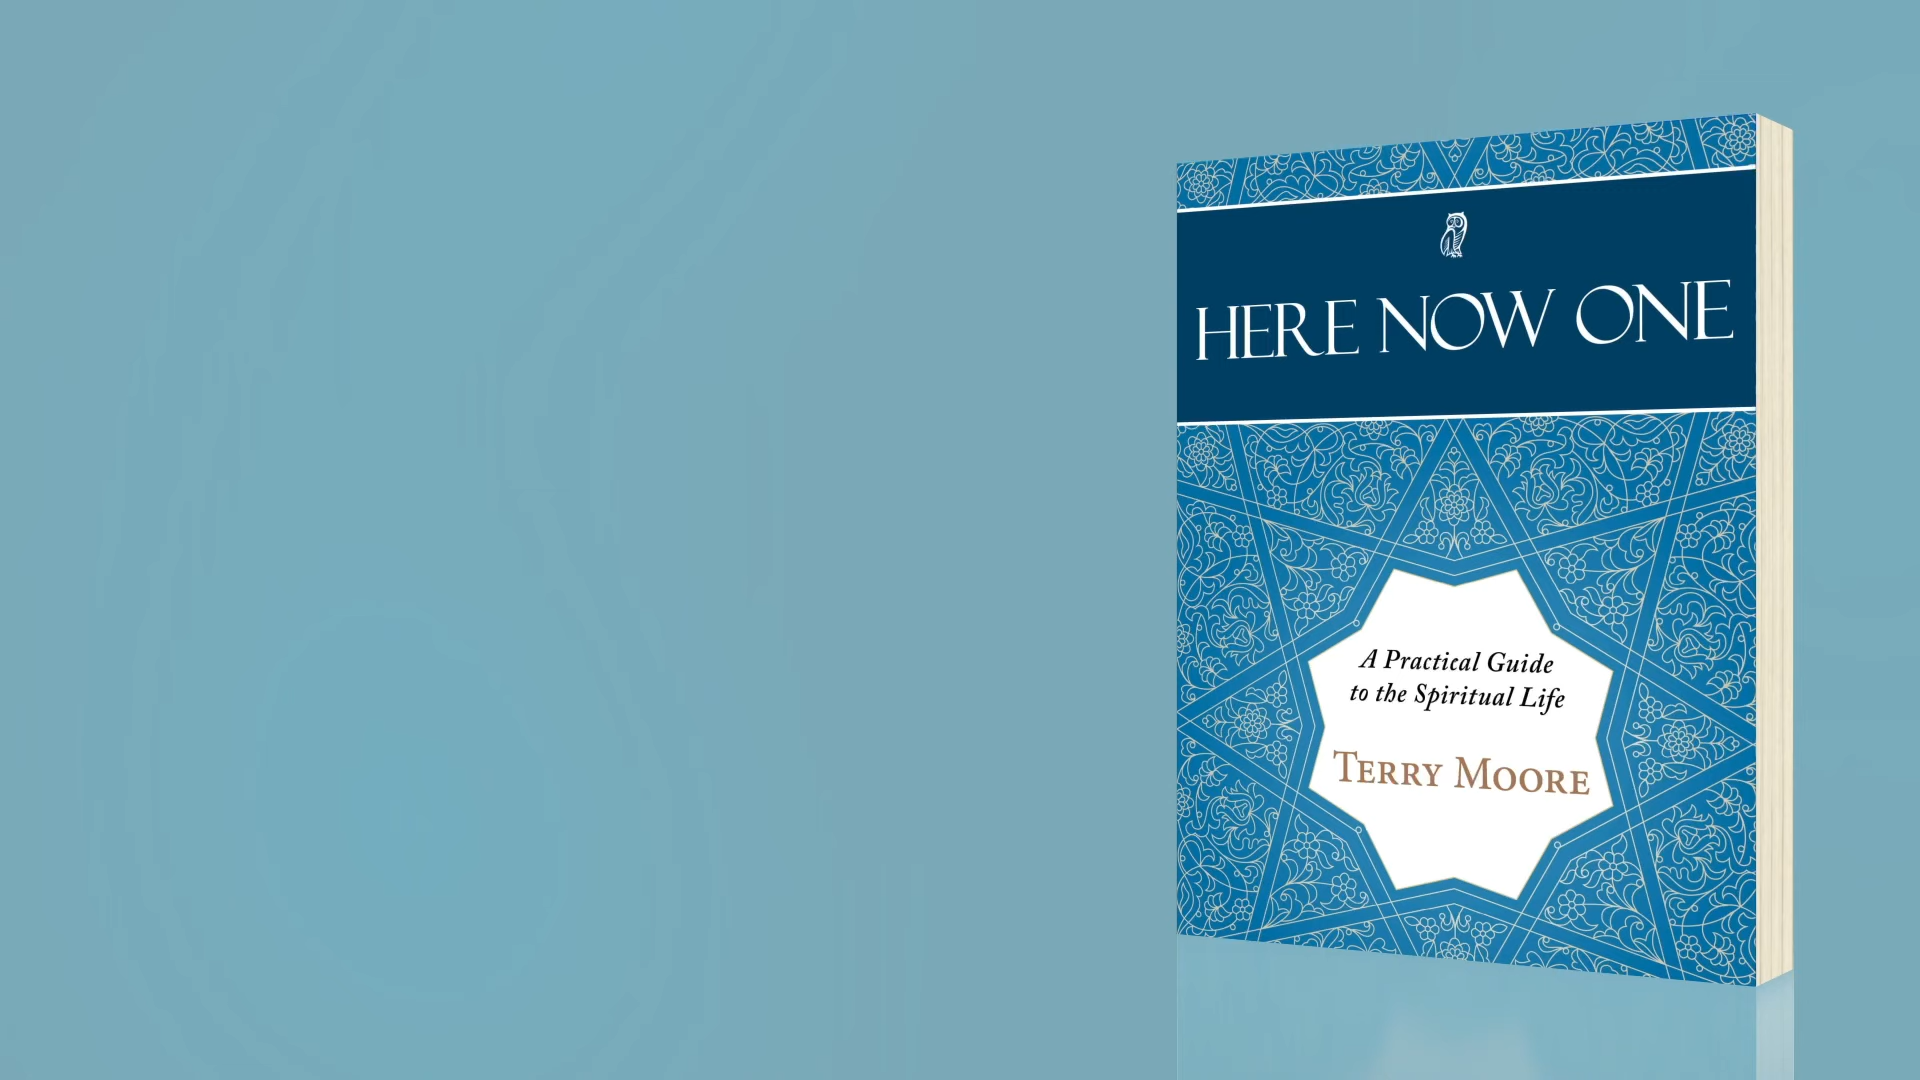 HERE NOW ONE
A Practical Guide
to the Spiritual Life
TERRY MOORE